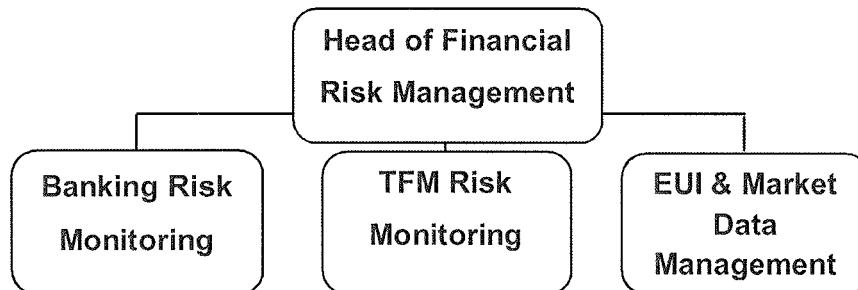 Head of Financial
Risk Management
Banking Risk
Monitoring
TFM Risk
Monitoring
EUI & Market
Data
Management